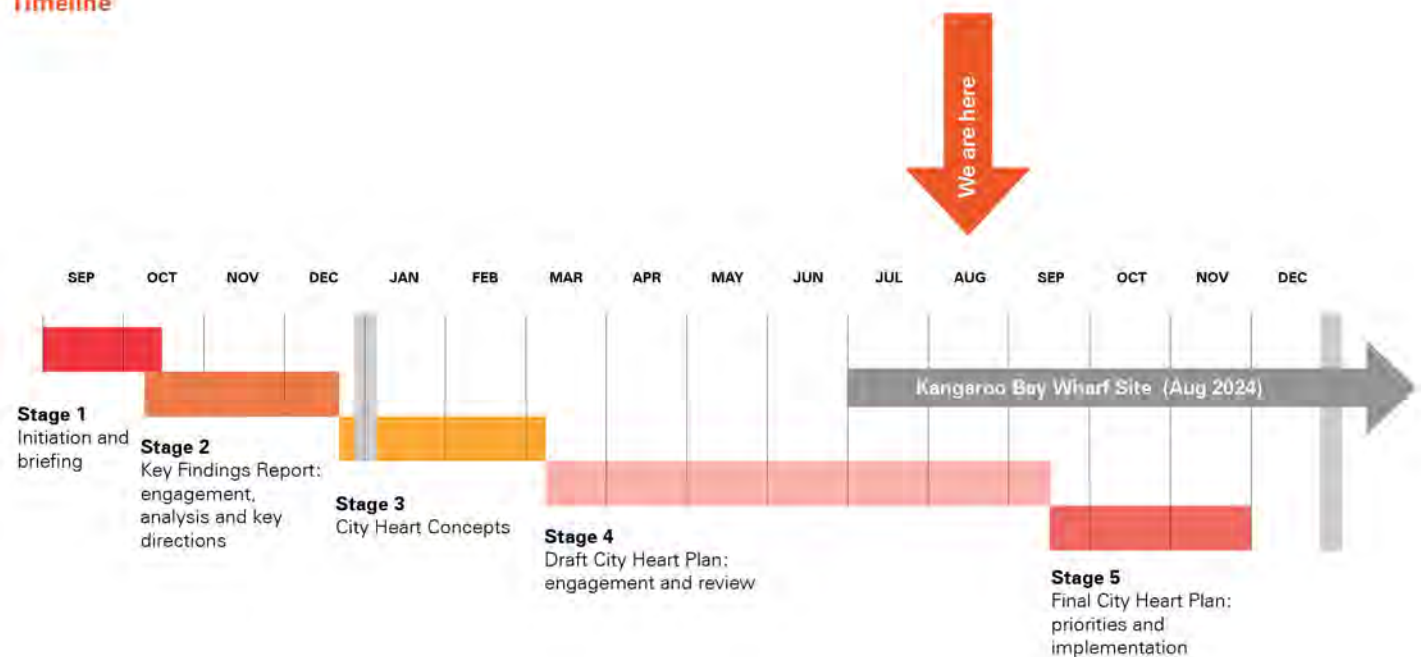 Timeline
We are here
SEP OCT NOV DEC JAN FEB MAR APR MAY JUN JUL AUG SEP OCT NOV DEC
Kangaroo Bay Wharf Site (Aug 2024)
Stage 1
Initiation and
briefing
Stage 2
Key Findings Report:
engagement,
analysis and key
directions
Stage 3
City Heart Concepts
Stage 4
Draft City Heart Plan:
engagement and review
Stage 5
Final City Heart Plan:
priorities and
implementation